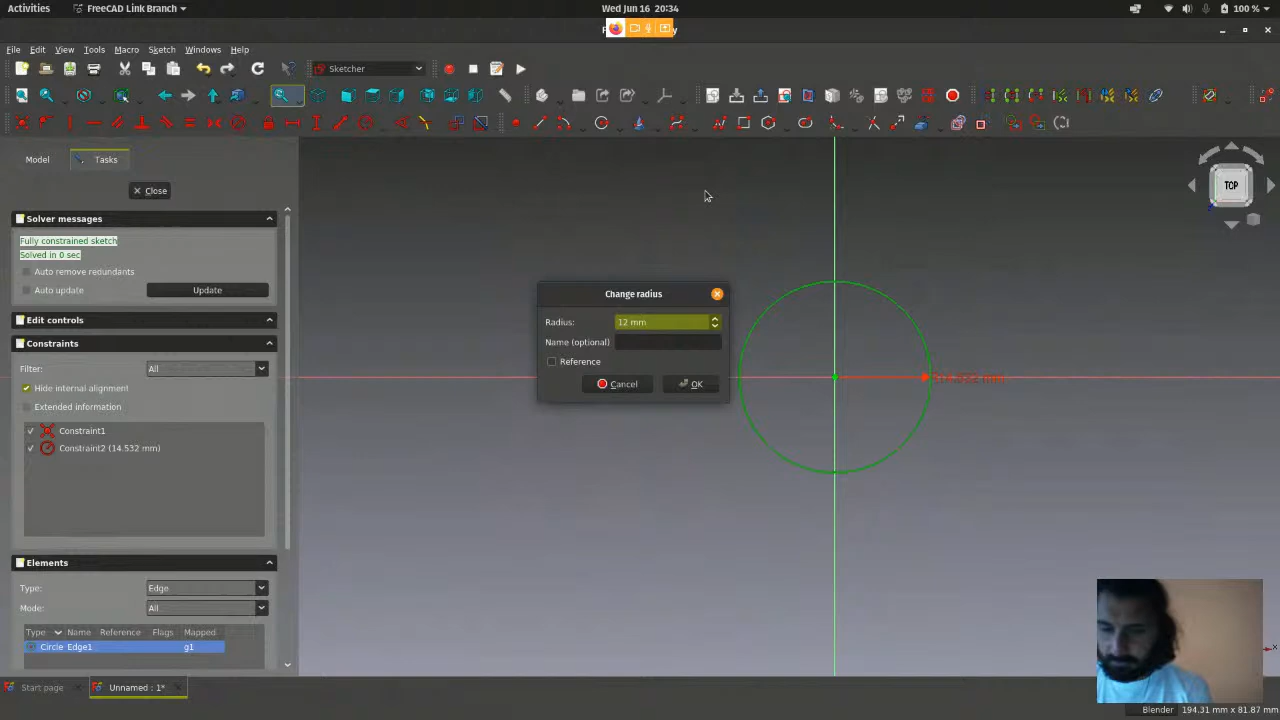 Activities
FreeCAD Link Branch
Wed Jun 16 20:34
100 %
File Edit View Tools Macro Sketch Windows Help
Sketcher
Model
Tasks
Close
TOP
Solver messages
Fully constrained sketch
Solved in 0 sec
Auto remove redundants
Auto update
Update
Edit controls
Constraints
Filter:
All
Hide internal alignment
Extended information
Constraint1
Constraint2 (14.532 mm)
Change radius
Radius:
12 mm
Name (optional)
Reference
Cancel
OK
Elements
Type:
Edge
Mode:
All
Type Name Reference Flags Mapped
Circle Edge1 g1
Start page
Unnamed : 1*
Blender
194.31 mm x 81.87 mm